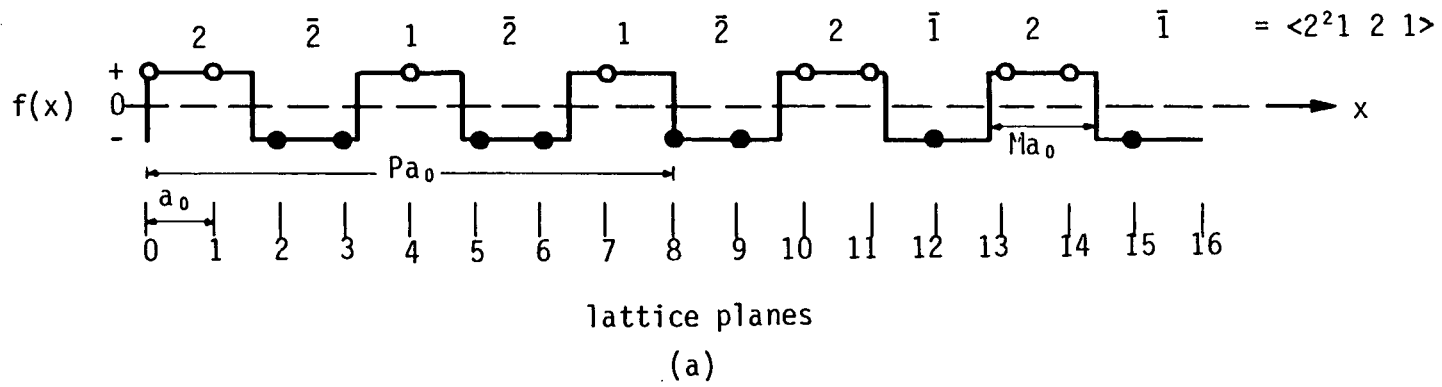 2 2̄ 1 2̄ 1 2̄ 2 1̄ 2 1̄ = <2²1 2 1>
+
f(x) 0 x
-
Ma₀
Pa₀
a₀
0 1 2 3 4 5 6 7 8 9 10 11 12 13 14 15 16
lattice planes
(a)